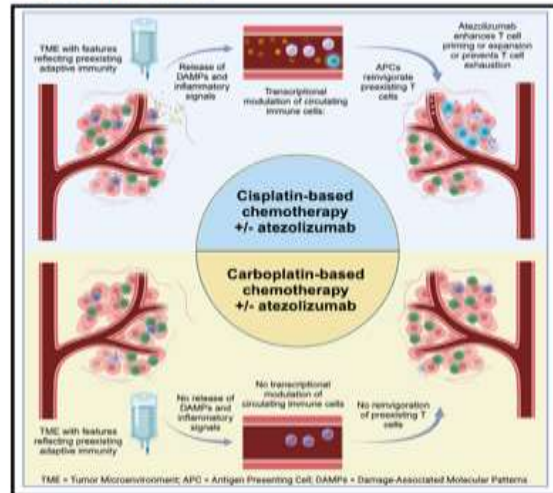 TME with features
reflecting preexisting
adaptive immunity
Release of
DAMPs and
inflammatory
signals
Transcriptional
modulation of circulating
immune cells:
APCs
reinvigorate
preexisting T
cells
Atezolizumab
enhances T cell
priming or expansion
or prevents T cell
exhaustion
Cisplatin-based
chemotherapy
+/- atezolizumab
Carboplatin-based
chemotherapy
+/- atezolizumab
TME with features
reflecting preexisting
adaptive immunity
No release of
DAMPs and
inflammatory
signals
No transcriptional
modulation of
circulating immune cells
No reinvigoration
of preexisting T
cells
TME = Tumor Microenvironment; APC = Antigen Presenting Cell; DAMPs = Damage-Associated Molecular Patterns